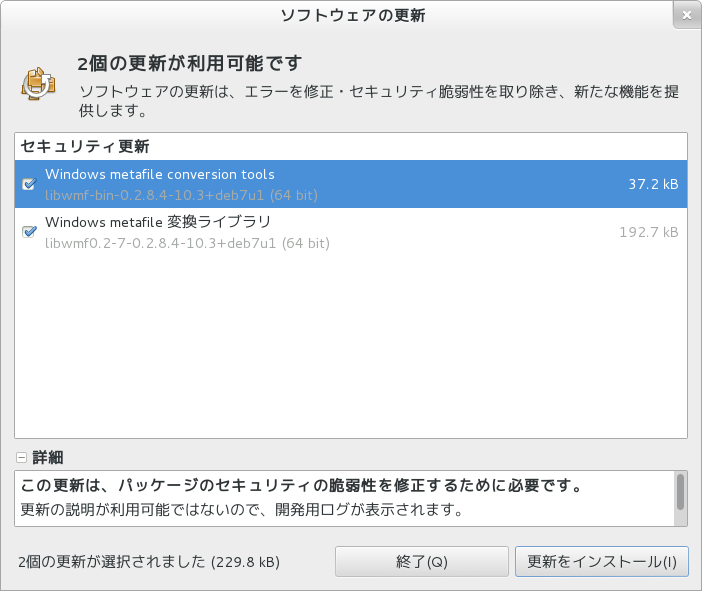 ソフトウェアの更新
2個の更新が利用可能です
ソフトウェアの更新は、エラーを修正・セキュリティ脆弱性を取り除き、新たな機能を提
供します。
セキュリティ更新
Windows metafile conversion tools
37.2 kB
libwmf-bin-0.2.8.4-10.3+deb7u1 (64 bit)
Windows metafile 変換ライブラリ
192.7 kB
libwmf0.2-7-0.2.8.4-10.3+deb7u1 (64 bit)
詳細
この更新は、パッケージのセキュリティの脆弱性を修正するために必要です。
更新の説明が利用可能ではないので、開発用ログが表示されます。
2個の更新が選択されました (229.8 kB)
終了(Q)
更新をインストール(I)